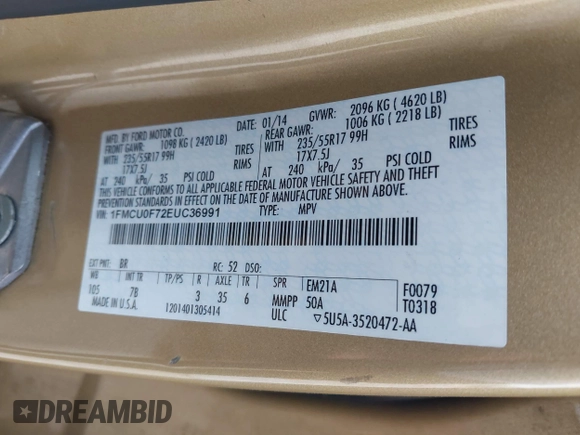 MFD. BY FORD MOTOR CO.
DATE: 01/14 GVWR: 2096 KG ( 4620 LB)
FRONT GAWR: 1098 KG ( 2420 LB) REAR GAWR: 1006 KG ( 2218 LB)
WITH 235/55R17 99H TIRES WITH 235/55R17 99H TIRES
17X7.5J RIMS 17X7.5J RIMS
AT 240 kPa/ 35 PSI COLD AT 240 kPa/ 35 PSI COLD
THIS VEHICLE CONFORMS TO ALL APPLICABLE FEDERAL MOTOR VEHICLE SAFETY AND THEFT
PREVENTION STANDARDS IN EFFECT ON THE DATE OF MANUFACTURE SHOWN ABOVE.
VIN: 1FMCU0F72EUC36991 TYPE: MPV
EXT PNT: BR RC: 52 DSO:
WB INT TR TP/PS R AXLE TR SPR EM21A F0079
105 7B 3 35 6 MMPP 50A T0318
MADE IN U.S.A. 1201401305414 ULC ▽5U5A-3520472-AA
DREAMBID